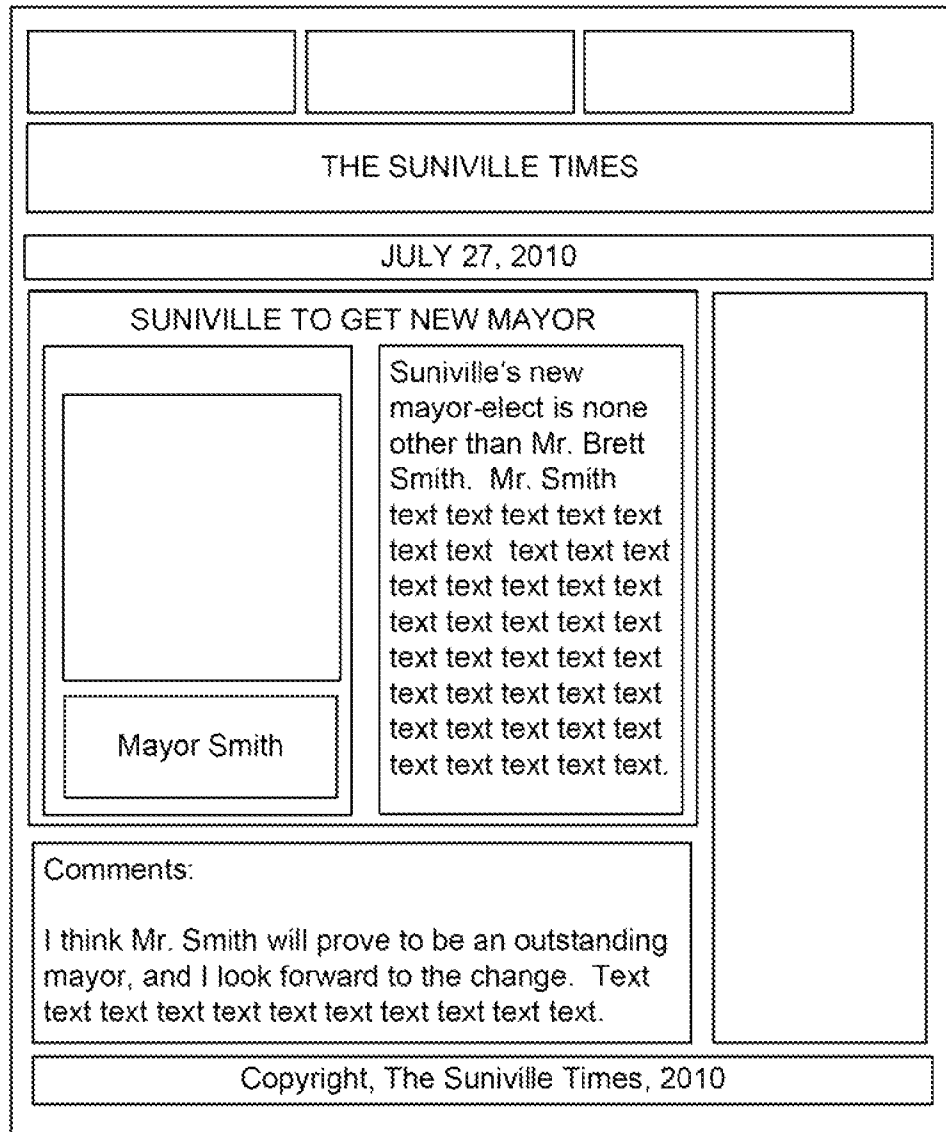 THE SUNIVILLE TIMES
JULY 27, 2010
SUNIVILLE TO GET NEW MAYOR
Mayor Smith
Suniville's new
mayor-elect is none
other than Mr. Brett
Smith. Mr. Smith
text text text text text
text text text text text
text text text text text
text text text text text
text text text text text
text text text text text
text text text text text
text text text text text.
Comments:
I think Mr. Smith will prove to be an outstanding
mayor, and I look forward to the change. Text
text text text text text text text text text text.
Copyright, The Suniville Times, 2010